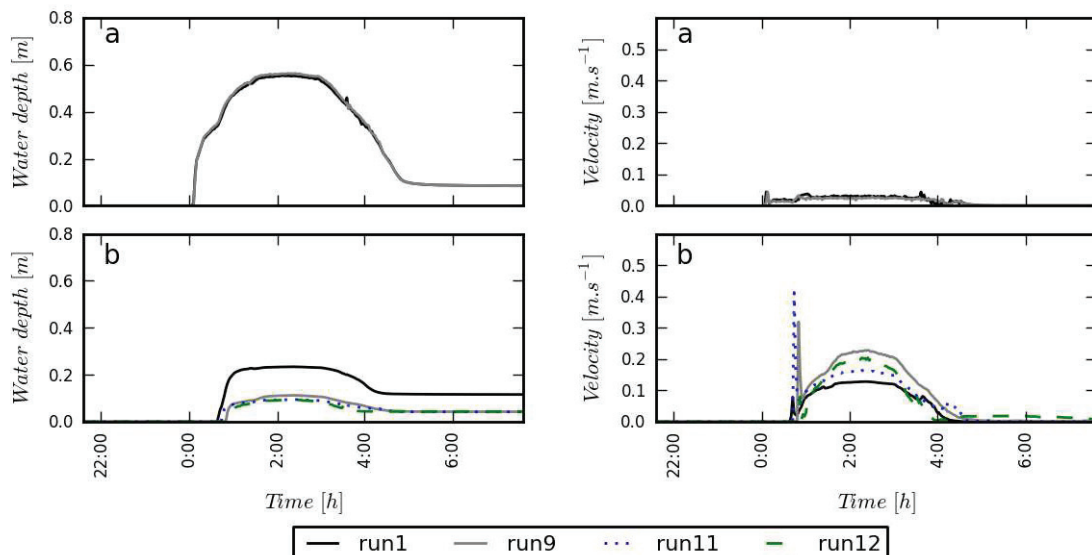 a
0.8
0.6
0.4
0.2
0.0
Water depth [m]
a
0.5
0.4
0.3
0.2
0.1
0.0
Velocity [m.s⁻¹]
b
0.8
0.6
0.4
0.2
0.0
Water depth [m]
22:00
0:00
2:00
4:00
6:00
Time [h]
b
0.5
0.4
0.3
0.2
0.1
0.0
Velocity [m.s⁻¹]
22:00
0:00
2:00
4:00
6:00
Time [h]
run1 run9 run11 run12